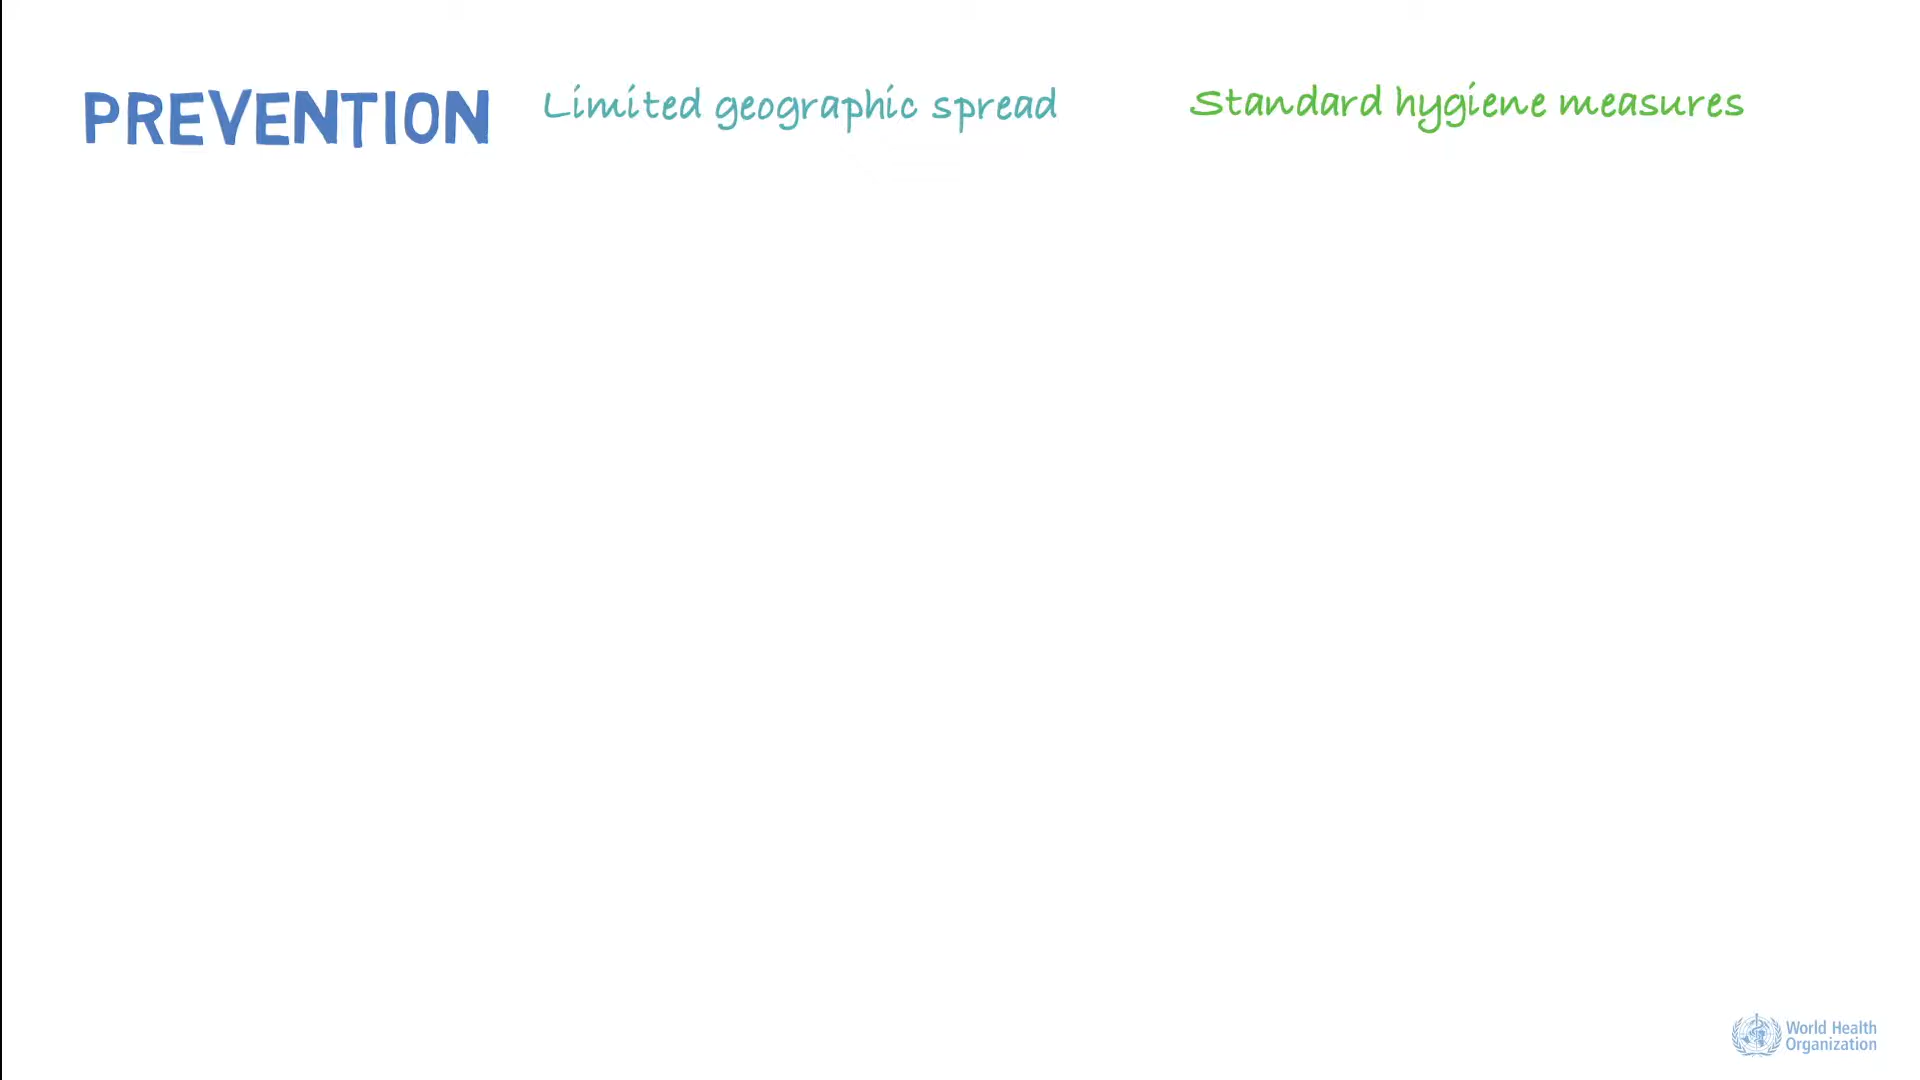 PREVENTION
Limited geographic spread
Standard hygiene measures
World Health
Organization